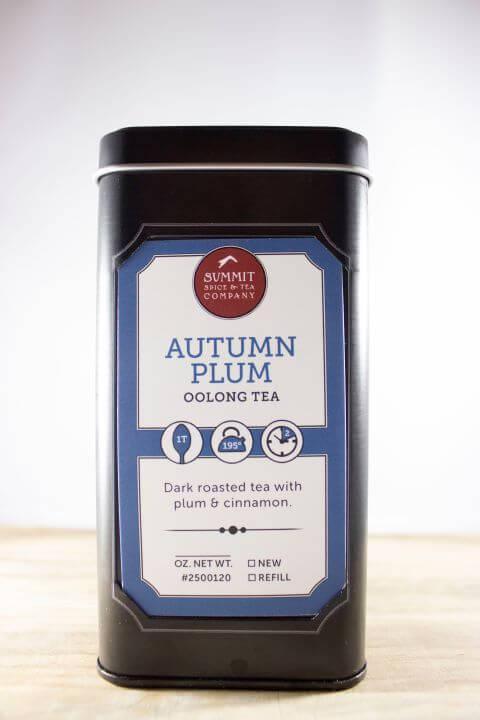 SUMMIT
SPICE & TEA
COMPANY
AUTUMN
PLUM
OOLONG TEA
1T
195°
2
Dark roasted tea with
plum & cinnamon.
OZ. NET WT. ☐ NEW
#2500120 ☐ REFILL